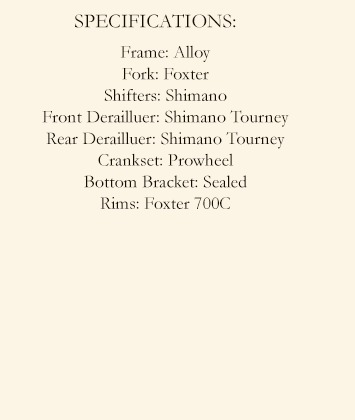 SPECIFICATIONS:
Frame: Alloy
Fork: Foxter
Shifters: Shimano
Front Derailluer: Shimano Tourney
Rear Derailluer: Shimano Tourney
Crankset: Prowheel
Bottom Bracket: Sealed
Rims: Foxter 700C